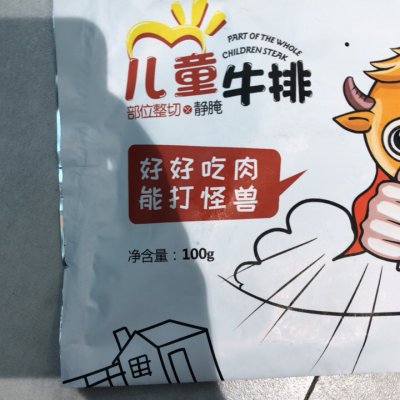 PART OF THE WHOLE
CHILDREN STEAK
儿童牛排
部位整切 静腌
好好吃肉
能打怪兽
净含量：100g